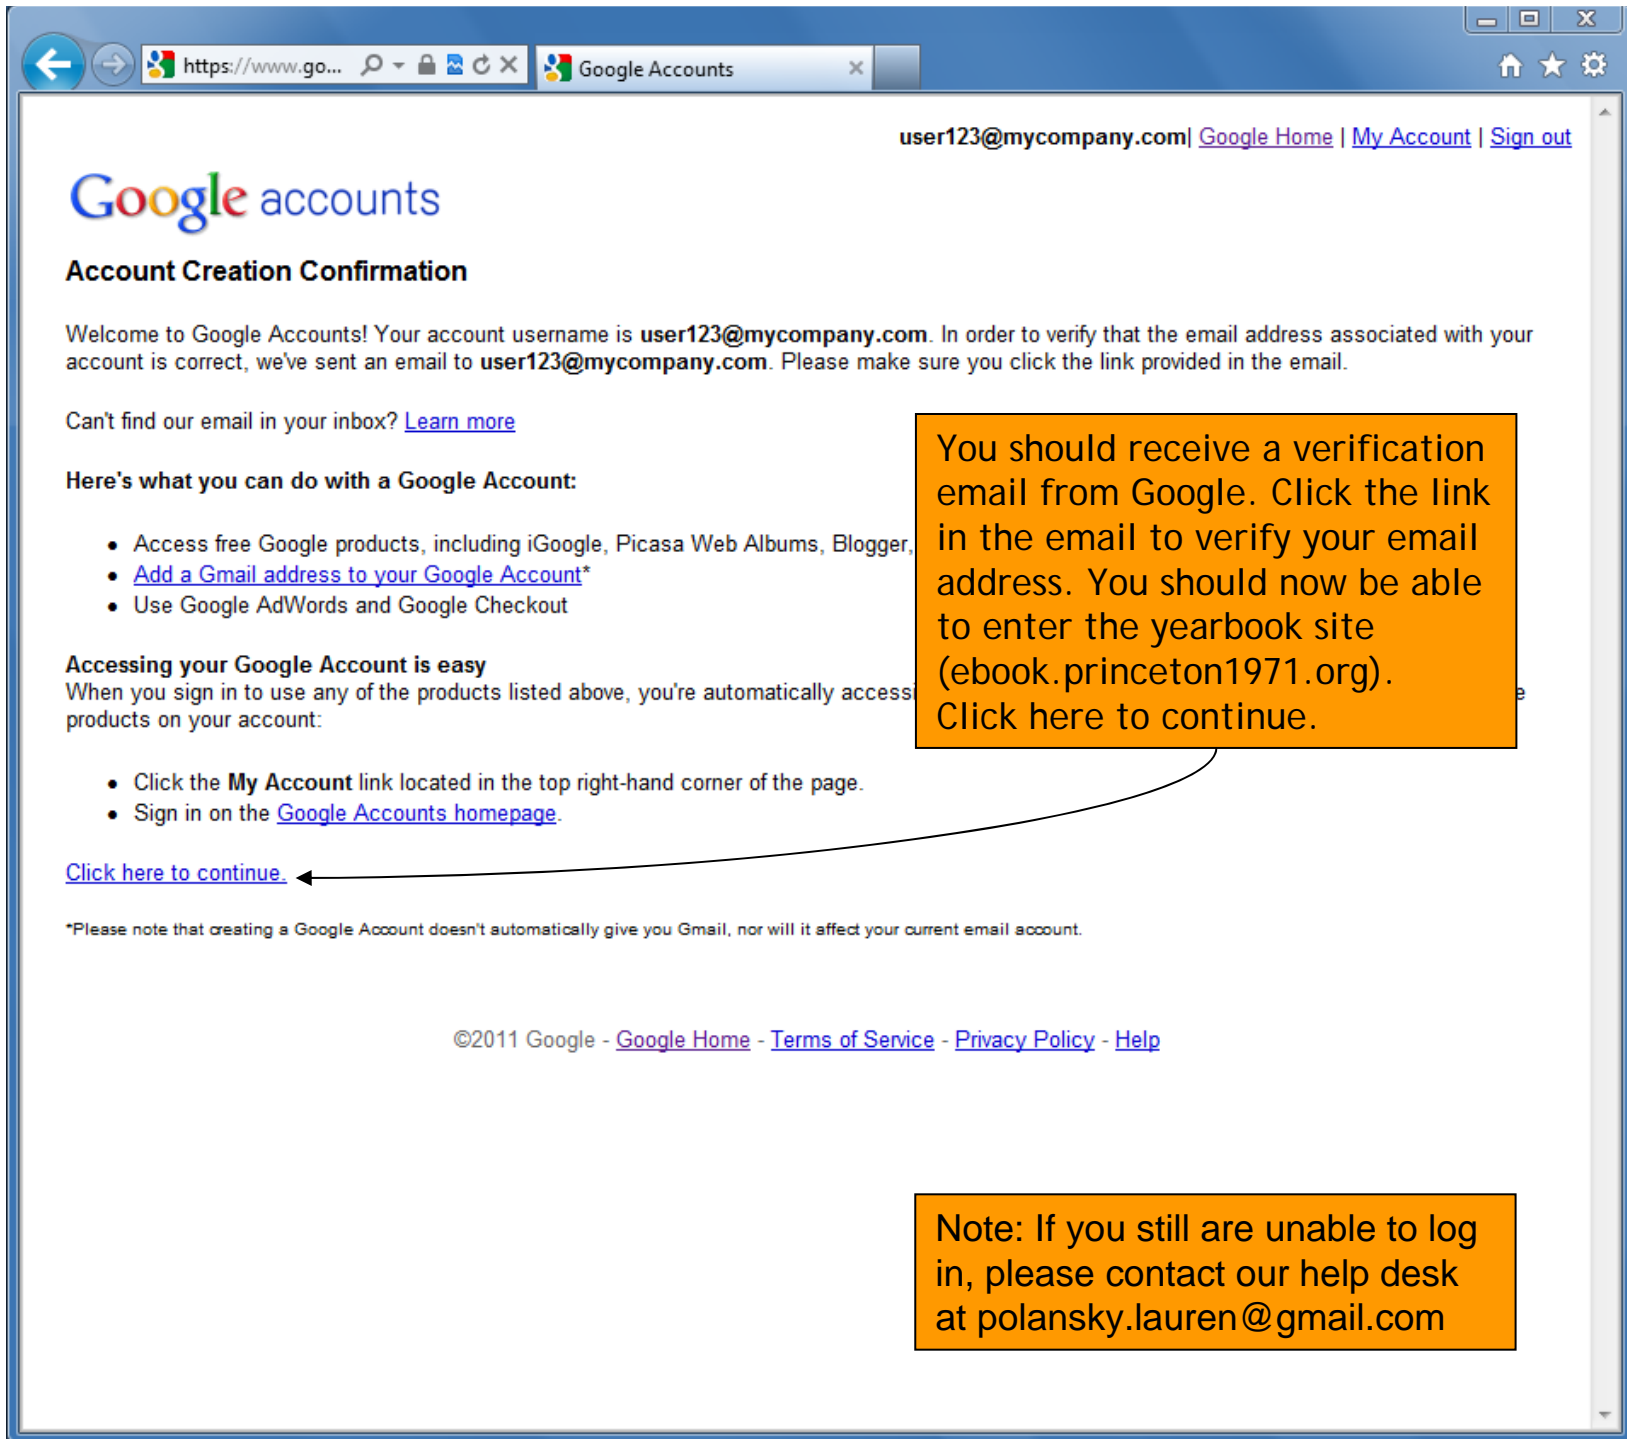 https://www.go...
Google Accounts
user123@mycompany.com| Google Home | My Account | Sign out
Google accounts
Account Creation Confirmation
Welcome to Google Accounts! Your account username is user123@mycompany.com. In order to verify that the email address associated with your
account is correct, we've sent an email to user123@mycompany.com. Please make sure you click the link provided in the email.
Can't find our email in your inbox? Learn more
Here's what you can do with a Google Account:
• Access free Google products, including iGoogle, Picasa Web Albums, Blogger,
• Add a Gmail address to your Google Account*
• Use Google AdWords and Google Checkout
Accessing your Google Account is easy
When you sign in to use any of the products listed above, you're automatically accessi
products on your account:
• Click the My Account link located in the top right-hand corner of the page.
• Sign in on the Google Accounts homepage.
Click here to continue.
*Please note that creating a Google Account doesn't automatically give you Gmail, nor will it affect your current email account.
©2011 Google - Google Home - Terms of Service - Privacy Policy - Help
You should receive a verification
email from Google. Click the link
in the email to verify your email
address. You should now be able
to enter the yearbook site
(ebook.princeton1971.org).
Click here to continue.
Note: If you still are unable to log
in, please contact our help desk
at polansky.lauren@gmail.com